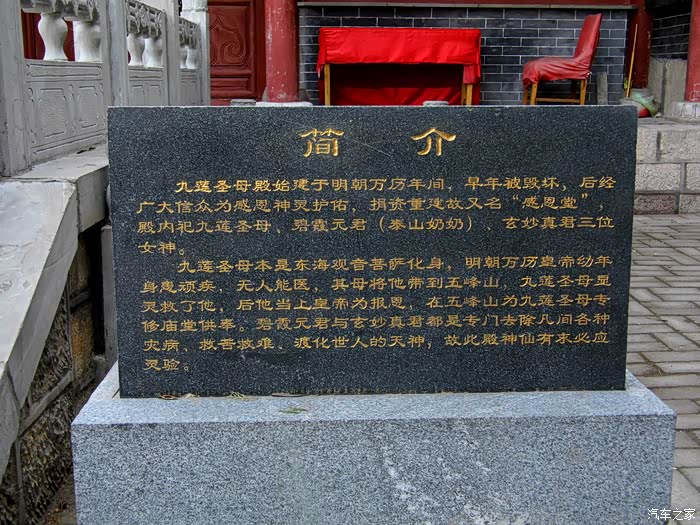 简 介
九莲圣母殿始建于明朝万历年间，早年被毁坏，后经
广大信众为感恩神灵护佑，捐资重建故又名“感恩堂”，
殿内祀九莲圣母、碧霞元君（泰山奶奶）、玄妙真君三位
女神。
九莲圣母本是东海观音菩萨化身，明朝万历皇帝幼年
身患顽疾，无人能医，其母将他带到五峰山，九莲圣母显
灵救了他，后他当上皇帝为报恩，在五峰山为九莲圣母专
修庙堂供奉。碧霞元君与玄妙真君都是专门去除凡间各种
灾病、救苦救难、渡化世人的天神，故此殿神仙有求必应
灵验。
汽车之家